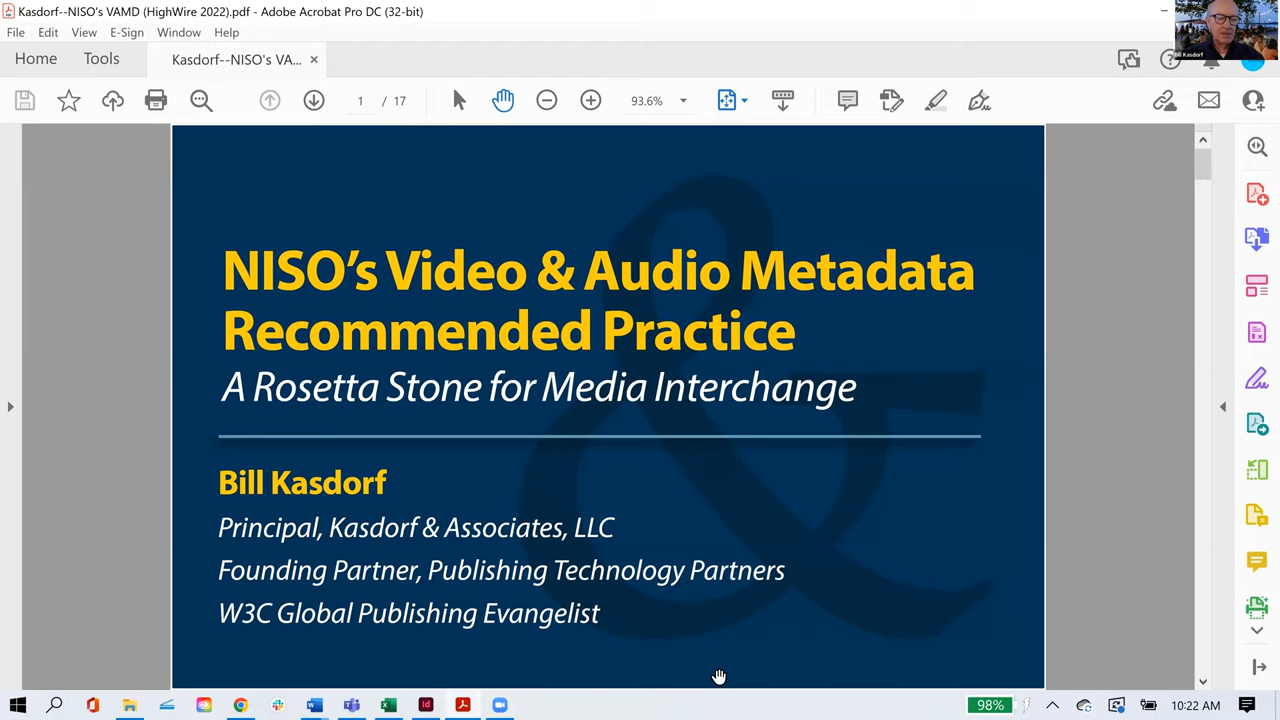 Kasdorf--NISO's VAMD (HighWire 2022).pdf - Adobe Acrobat Pro DC (32-bit)
File Edit View E-Sign Window Help
Home Tools Kasdorf--NISO's VA... ×
1 / 17 93.6%
Bill Kasdorf
NISO's Video & Audio Metadata
Recommended Practice
A Rosetta Stone for Media Interchange
Bill Kasdorf
Principal, Kasdorf & Associates, LLC
Founding Partner, Publishing Technology Partners
W3C Global Publishing Evangelist
98% 10:22 AM